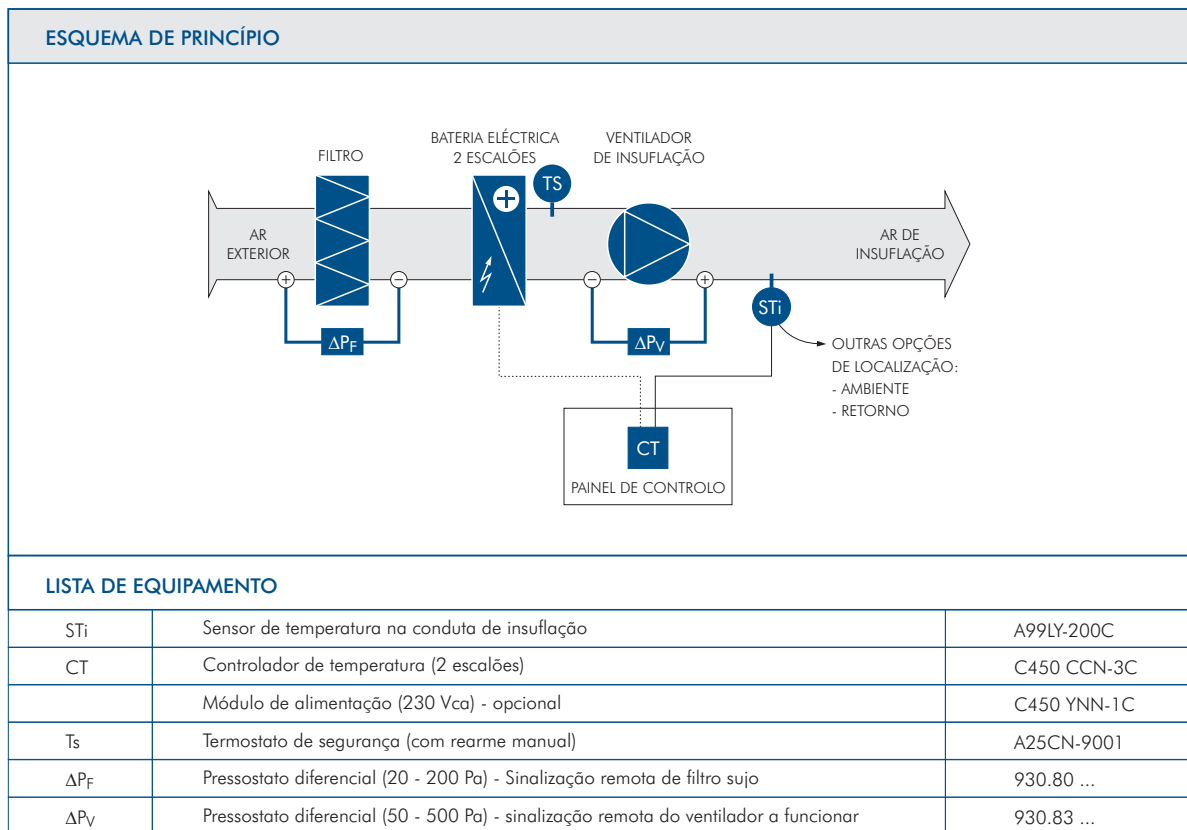 ESQUEMA DE PRINCÍPIO
FILTRO
BATERIA ELÉCTRICA
2 ESCALÕES
VENTILADOR
DE INSUFLAÇÃO
TS
AR
EXTERIOR
AR DE
INSUFLAÇÃO
+
−
−
+
ΔPF
ΔPV
STi
OUTRAS OPÇÕES
DE LOCALIZAÇÃO:
- AMBIENTE
- RETORNO
CT
PAINEL DE CONTROLO
LISTA DE EQUIPAMENTO
STi Sensor de temperatura na conduta de insuflação A99LY-200C
CT Controlador de temperatura (2 escalões) C450 CCN-3C
Módulo de alimentação (230 Vca) - opcional C450 YNN-1C
Ts Termostato de segurança (com rearme manual) A25CN-9001
ΔPF Pressostato diferencial (20 - 200 Pa) - Sinalização remota de filtro sujo 930.80 ...
ΔPV Pressostato diferencial (50 - 500 Pa) - sinalização remota do ventilador a funcionar 930.83 ...